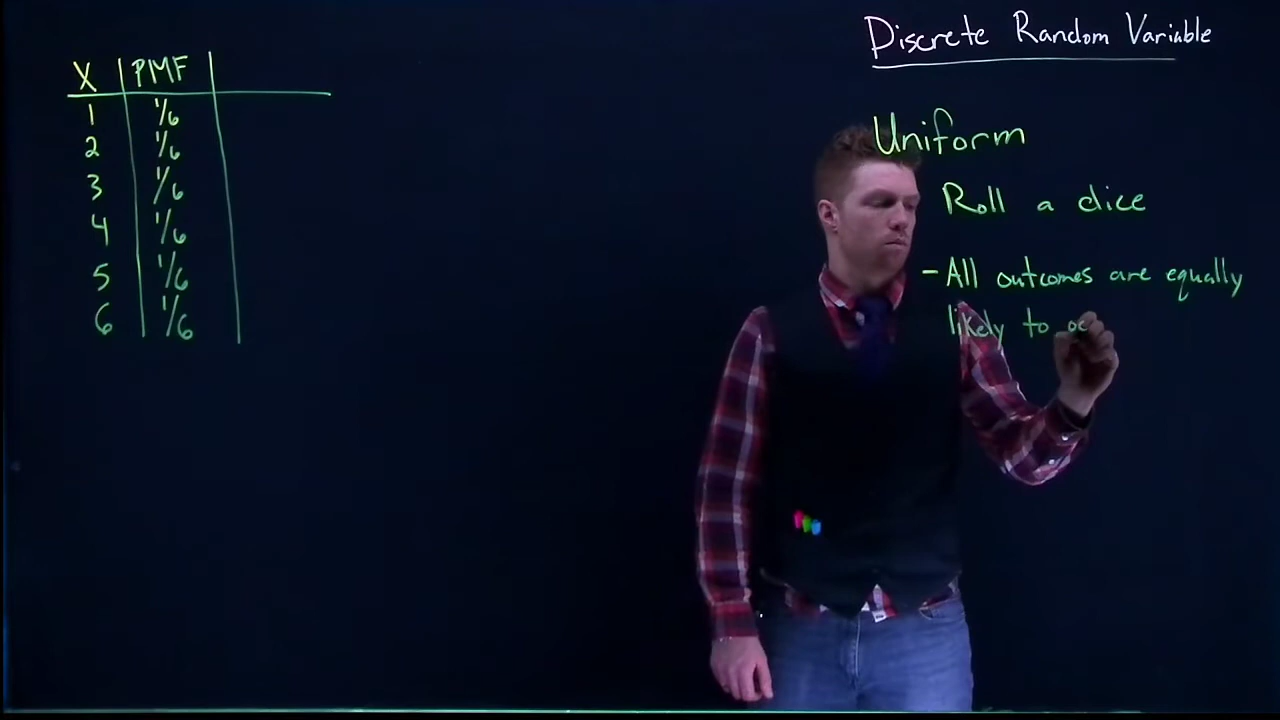 Discrete Random Variable
X PMF
1 1/6
2 1/6
3 1/6
4 1/6
5 1/6
6 1/6
Uniform
Roll a dice
- All outcomes are equally
likely to